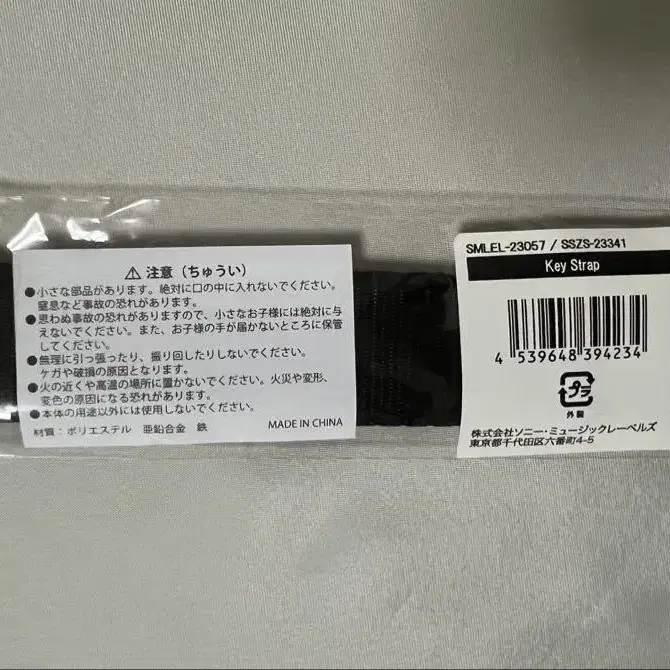 ⚠ 注意（ちゅうい）
●小さな部品があります。絶対に口の中に入れないでください。
窒息など事故の恐れがあります。
●思わぬ事故の恐れがありますので、小さなお子様には絶対に与
えないでください。また、お子様の手が届かないところに保管
してください。
●無理に引っ張ったり、振り回したりしないでください。
ケガや破損の原因となります。
●火の近くや高温の場所に置かないでください。火災や変形、
変色の原因になる恐れがあります。
●本体の用途以外には使用しないでください。
材質：ポリエステル 亜鉛合金 鉄
MADE IN CHINA
SMLEL-23057 / SSZS-23341
Key Strap
4 539648 394234
プラ
外装
株式会社ソニー・ミュージックレーベルズ
東京都千代田区六番町4-5